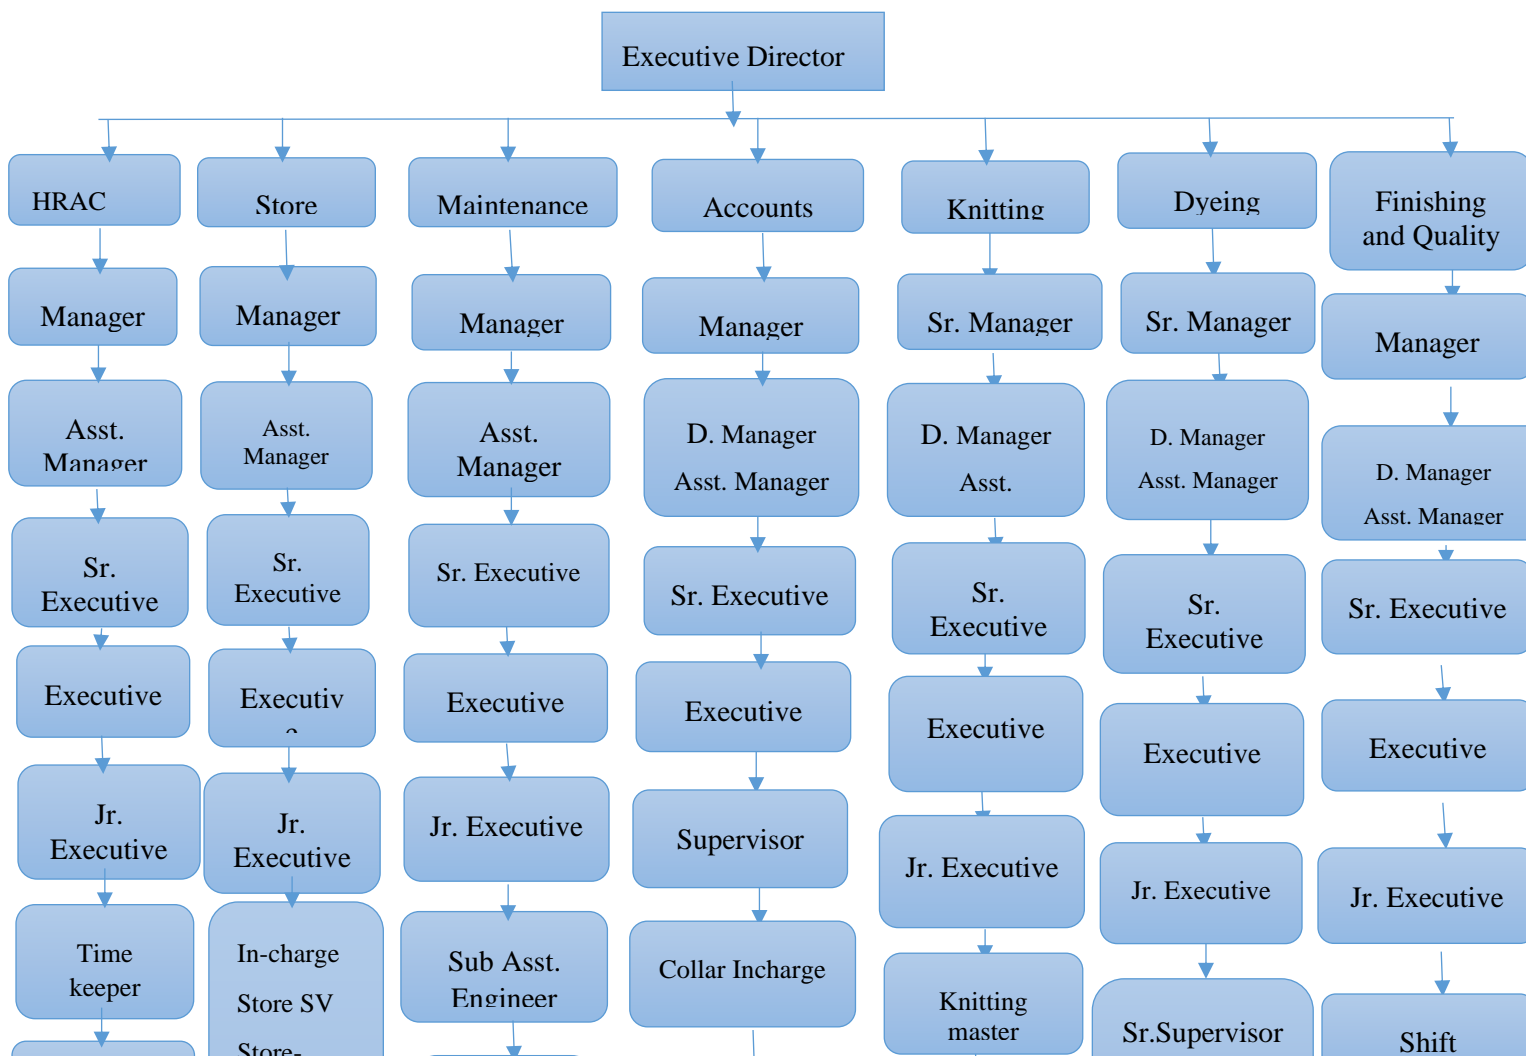 Executive Director
HRAC
Store
Maintenance
Accounts
Knitting
Dyeing
Finishing
and Quality
Manager
Manager
Manager
Manager
Sr. Manager
Sr. Manager
Manager
Asst.
Manager
Asst.
Manager
Asst.
Manager
D. Manager
Asst. Manager
D. Manager
Asst.
D. Manager
Asst. Manager
D. Manager
Asst. Manager
Sr.
Executive
Sr.
Executive
Sr. Executive
Sr. Executive
Sr.
Executive
Sr.
Executive
Sr. Executive
Executive
Executiv
e
Executive
Executive
Executive
Executive
Executive
Jr.
Executive
Jr.
Executive
Jr. Executive
Supervisor
Jr. Executive
Jr. Executive
Jr. Executive
Time
keeper
In-charge
Store SV
Store-
Sub Asst.
Engineer
Collar Incharge
Knitting
master
Sr.Supervisor
Shift